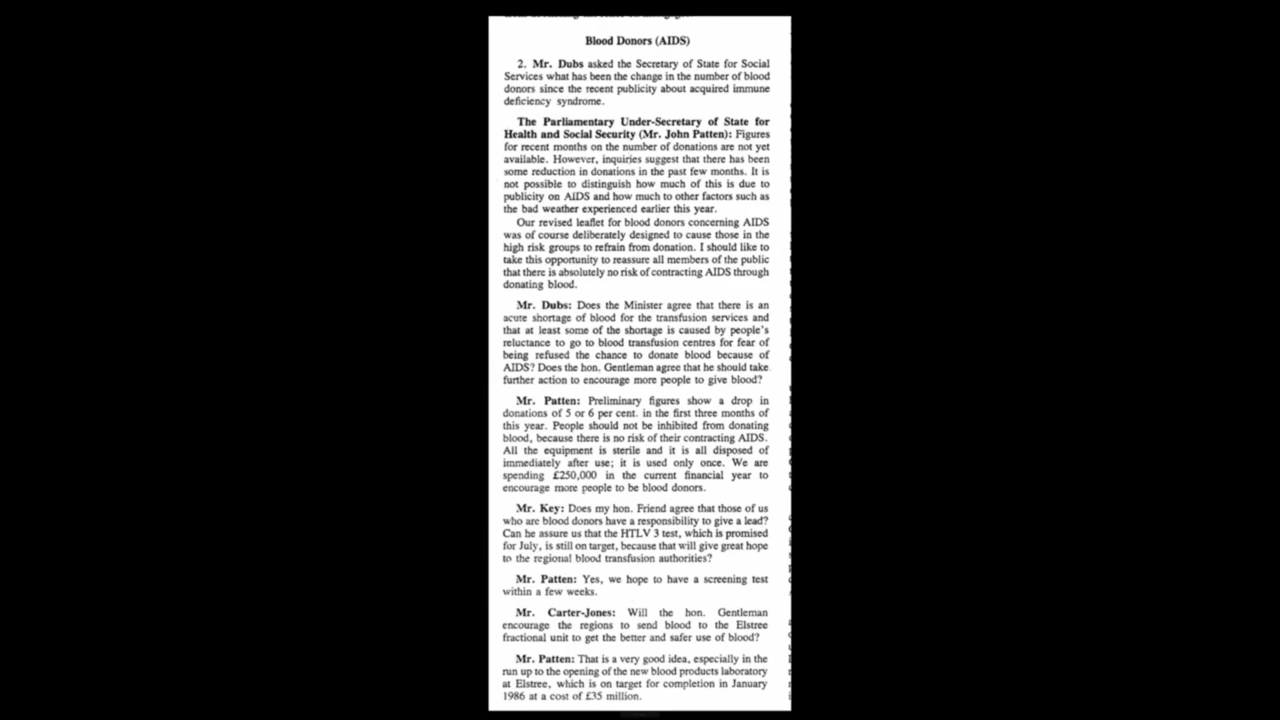 Blood Donors (AIDS)
2. Mr. Dubs asked the Secretary of State for Social
Services what has been the change in the number of blood
donors since the recent publicity about acquired immune
deficiency syndrome.
The Parliamentary Under-Secretary of State for
Health and Social Security (Mr. John Patten): Figures
for recent months on the number of donations are not yet
available. However, inquiries suggest that there has been
some reduction in donations in the past few months. It is
not possible to distinguish how much of this is due to
publicity on AIDS and how much to other factors such as
the bad weather experienced earlier this year.
Our revised leaflet for blood donors concerning AIDS
was of course deliberately designed to cause those in the
high risk groups to refrain from donation. I should like to
take this opportunity to reassure all members of the public
that there is absolutely no risk of contracting AIDS through
donating blood.
Mr. Dubs: Does the Minister agree that there is an
acute shortage of blood for the transfusion services and
that at least some of the shortage is caused by people's
reluctance to go to blood transfusion centres for fear of
being refused the chance to donate blood because of
AIDS? Does the hon. Gentleman agree that he should take
further action to encourage more people to give blood?
Mr. Patten: Preliminary figures show a drop in
donations of 5 or 6 per cent. in the first three months of
this year. People should not be inhibited from donating
blood, because there is no risk of their contracting AIDS.
All the equipment is sterile and it is all disposed of
immediately after use; it is used only once. We are
spending £250,000 in the current financial year to
encourage more people to be blood donors.
Mr. Key: Does my hon. Friend agree that those of us
who are blood donors have a responsibility to give a lead?
Can he assure us that the HTLV 3 test, which is promised
for July, is still on target, because that will give great hope
to the regional blood transfusion authorities?
Mr. Patten: Yes, we hope to have a screening test
within a few weeks.
Mr. Carter-Jones: Will the hon. Gentleman
encourage the regions to send blood to the Elstree
fractional unit to get the better and safer use of blood?
Mr. Patten: That is a very good idea, especially in the
run up to the opening of the new blood products laboratory
at Elstree, which is on target for completion in January
1986 at a cost of £35 million.